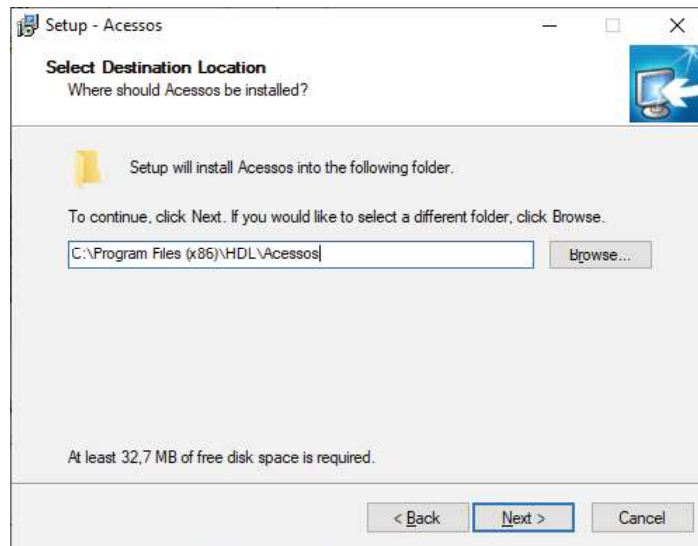 Setup - Acessos
Select Destination Location
Where should Acessos be installed?
Setup will install Acessos into the following folder.
To continue, click Next. If you would like to select a different folder, click Browse.
C:\Program Files (x86)\HDL\Acessos
Browse...
At least 32,7 MB of free disk space is required.
< Back Next > Cancel